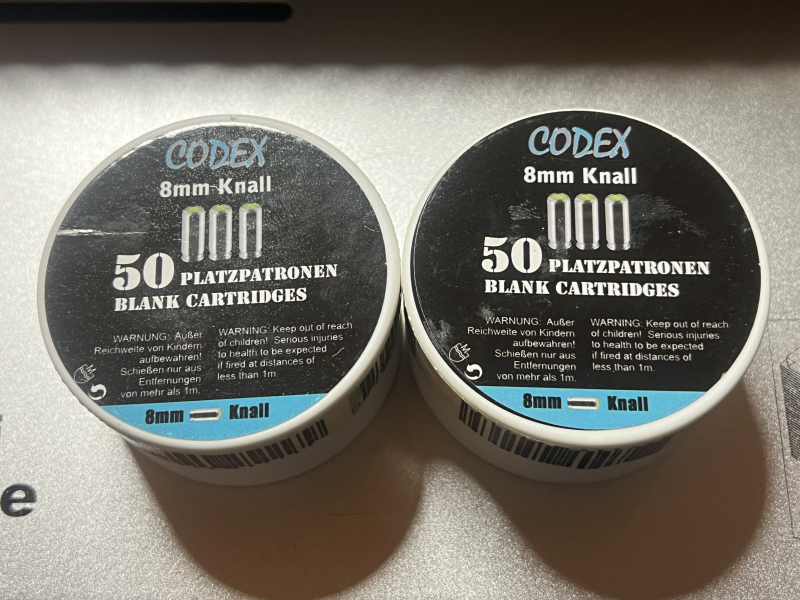 CODEX
8mm Knall
50 PLATZPATRONEN
BLANK CARTRIDGES
WARNUNG: Außer
Reichweite von Kindern
aufbewahren!
Schießen nur aus
Entfernungen
von mehr als 1m.
WARNING: Keep out of reach
of children! Serious injuries
to health to be expected
if fired at distances of
less than 1m.
8mm Knall
CODEX
8mm Knall
50 PLATZPATRONEN
BLANK CARTRIDGES
WARNUNG: Außer
Reichweite von Kindern
aufbewahren!
Schießen nur aus
Entfernungen
von mehr als 1m.
WARNING: Keep out of reach
of children! Serious injuries
to health to be expected
if fired at distances of
less than 1m.
8mm Knall
e